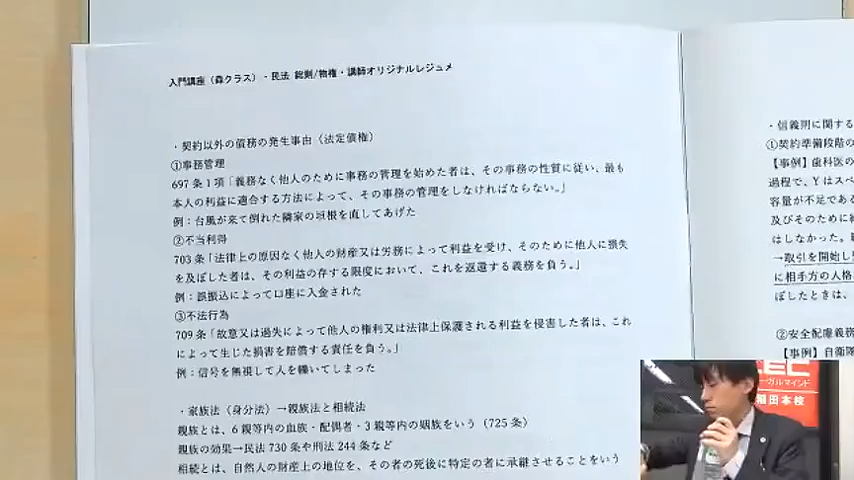 入門講座（森クラス）・民法 総則/物権・講師オリジナルレジュメ
・契約以外の債務の発生事由（法定債権）
①事務管理
697条1項「義務なく他人のために事務の管理を始めた者は、その事務の性質に従い、最も
本人の利益に適合する方法によって、その事務の管理をしなければならない。」
例：台風が来て倒れた隣家の垣根を直してあげた
②不当利得
703条「法律上の原因なく他人の財産又は労務によって利益を受け、そのために他人に損失
を及ぼした者は、その利益の存する限度において、これを返還する義務を負う。」
例：誤振込によって口座に入金された
③不法行為
709条「故意又は過失によって他人の権利又は法律上保護される利益を侵害した者は、これ
によって生じた損害を賠償する責任を負う。」
例：信号を無視して人を轢いてしまった
・家族法（身分法）→親族法と相続法
親族とは、6親等内の血族・配偶者・3親等内の姻族をいう（725条）
親族の効果→民法730条や刑法244条など
相続とは、自然人の財産上の地位を、その者の死後に特定の者に承継させることをいう
・信義則に関する
①契約準備段階の
【事例】歯科医の
過程で、Yはスペ
容量が不足である
及びそのために
はしなかった。
→取引を開始し
に相手方の人格
ぼしたときは、
②安全配慮義務
【事例】自衛隊
LEC
ーガルマインド
稲田本校